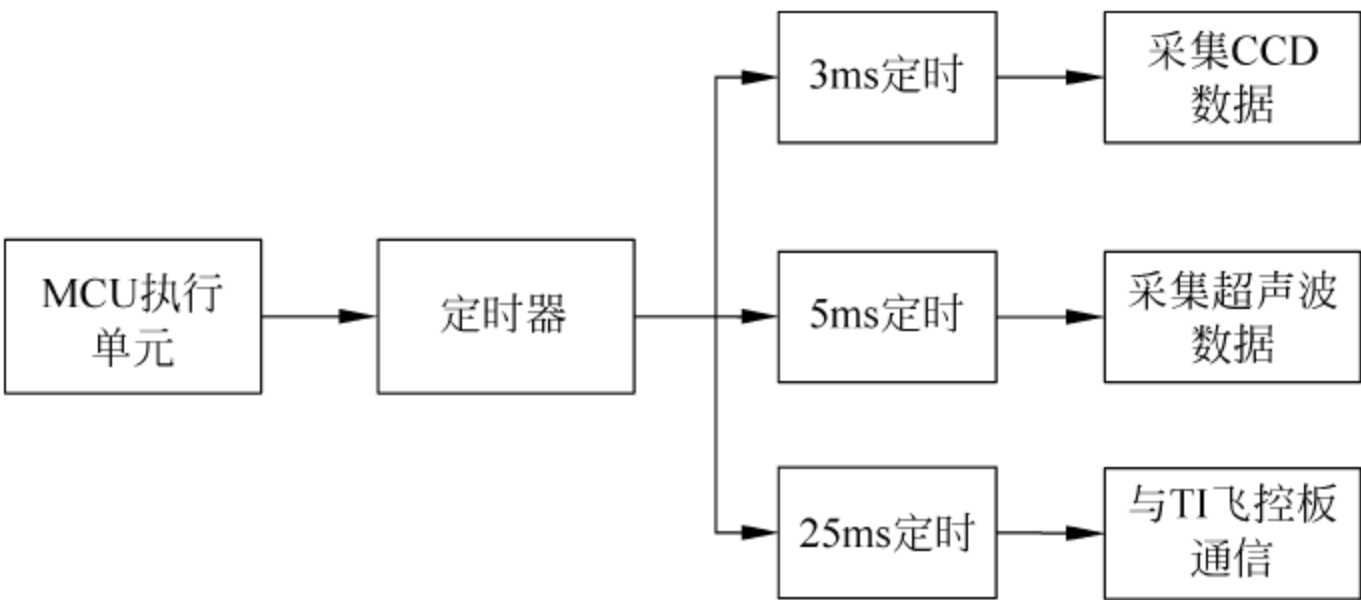 MCU执行
单元
定时器
3ms定时
采集CCD
数据
5ms定时
采集超声波
数据
25ms定时
与TI飞控板
通信